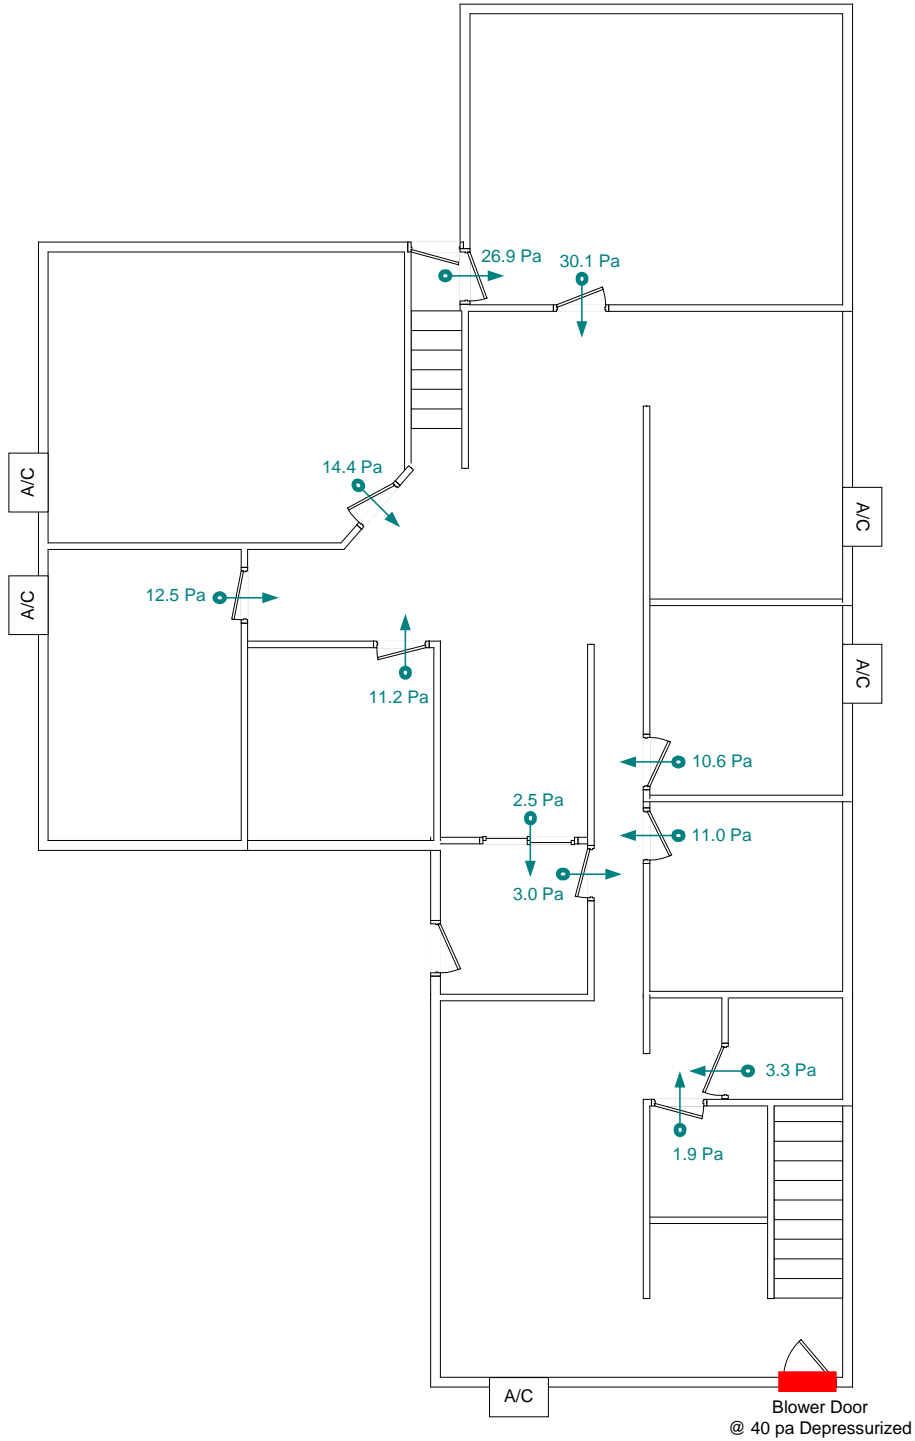 26.9 Pa
30.1 Pa
14.4 Pa
A/C
A/C
12.5 Pa
A/C
11.2 Pa
A/C
10.6 Pa
2.5 Pa
11.0 Pa
3.0 Pa
3.3 Pa
1.9 Pa
A/C
Blower Door
@ 40 pa Depressurized